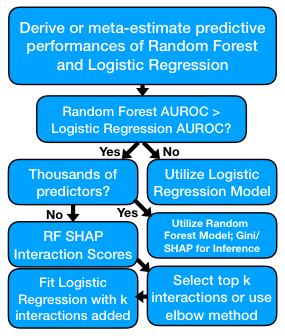 Derive or meta-estimate predictive
performances of Random Forest
and Logistic Regression
Random Forest AUROC >
Logistic Regression AUROC?
Yes
No
Thousands of
predictors?
Utilize Logistic
Regression Model
No
Yes
Utilize Random
Forest Model; Gini/
SHAP for Inference
RF SHAP
Interaction Scores
Select top k
interactions or use
elbow method
Fit Logistic
Regression with k
interactions added